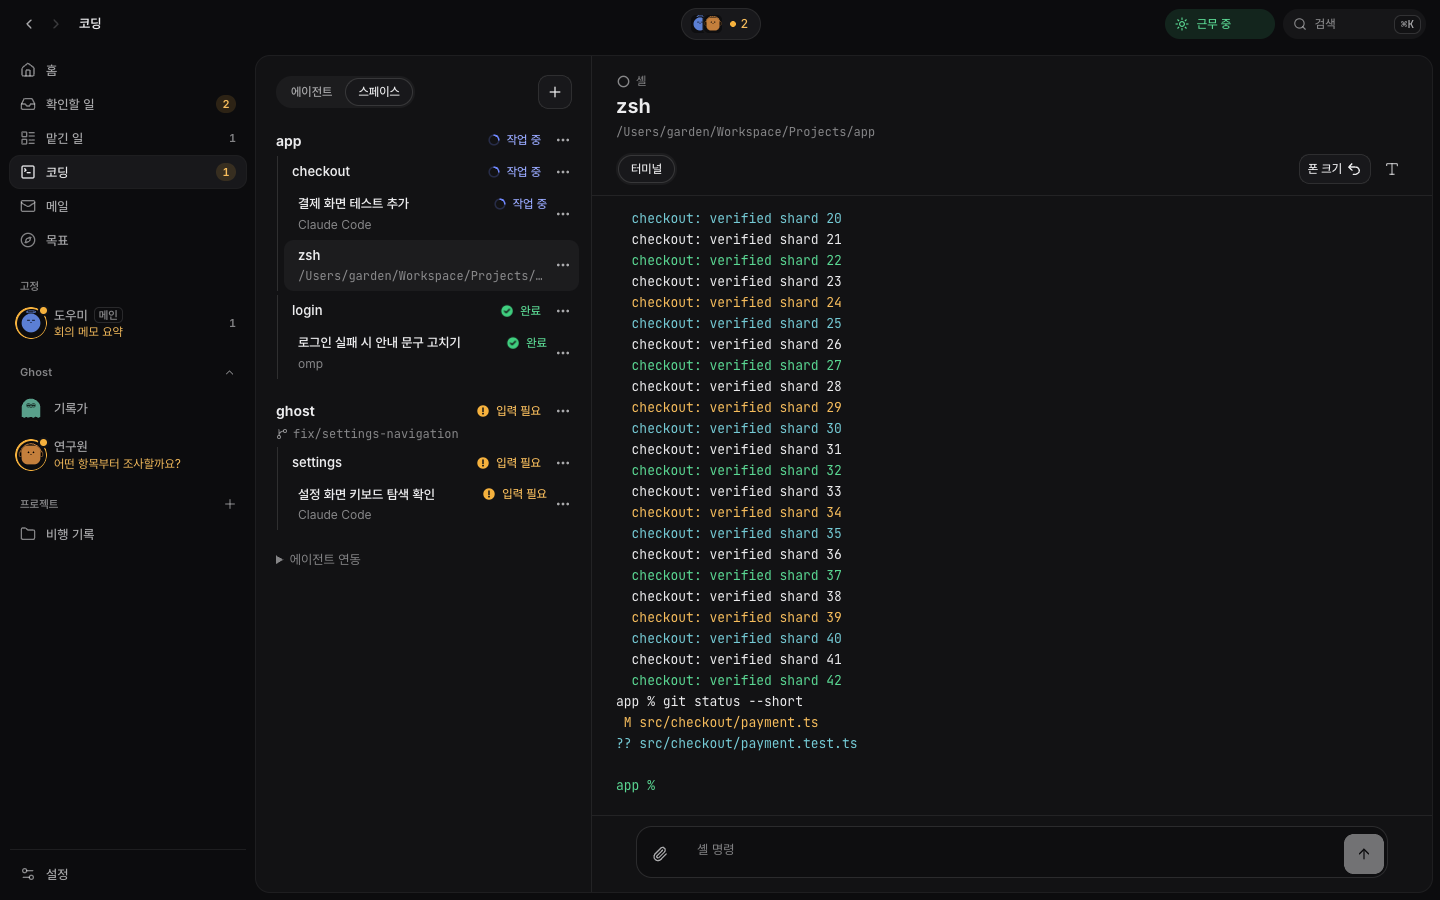 코딩
2
근무 중
검색
⌘K
홈
확인할 일
2
맡긴 일
1
코딩
1
메일
목표
고정
도우미
메인
회의 메모 요약
1
Ghost
기록가
연구원
어떤 항목부터 조사할까요?
프로젝트
비행 기록
설정
에이전트
스페이스
app
작업 중
checkout
작업 중
결제 화면 테스트 추가
작업 중
Claude Code
zsh
/Users/garden/Workspace/Projects/…
login
완료
로그인 실패 시 안내 문구 고치기
완료
omp
ghost
입력 필요
fix/settings-navigation
settings
입력 필요
설정 화면 키보드 탐색 확인
입력 필요
Claude Code
에이전트 연동
셸
zsh
/Users/garden/Workspace/Projects/app
터미널
폰 크기
checkout: verified shard 20
checkout: verified shard 21
checkout: verified shard 22
checkout: verified shard 23
checkout: verified shard 24
checkout: verified shard 25
checkout: verified shard 26
checkout: verified shard 27
checkout: verified shard 28
checkout: verified shard 29
checkout: verified shard 30
checkout: verified shard 31
checkout: verified shard 32
checkout: verified shard 33
checkout: verified shard 34
checkout: verified shard 35
checkout: verified shard 36
checkout: verified shard 37
checkout: verified shard 38
checkout: verified shard 39
checkout: verified shard 40
checkout: verified shard 41
checkout: verified shard 42
app % git status --short
M src/checkout/payment.ts
?? src/checkout/payment.test.ts
app %
셸 명령